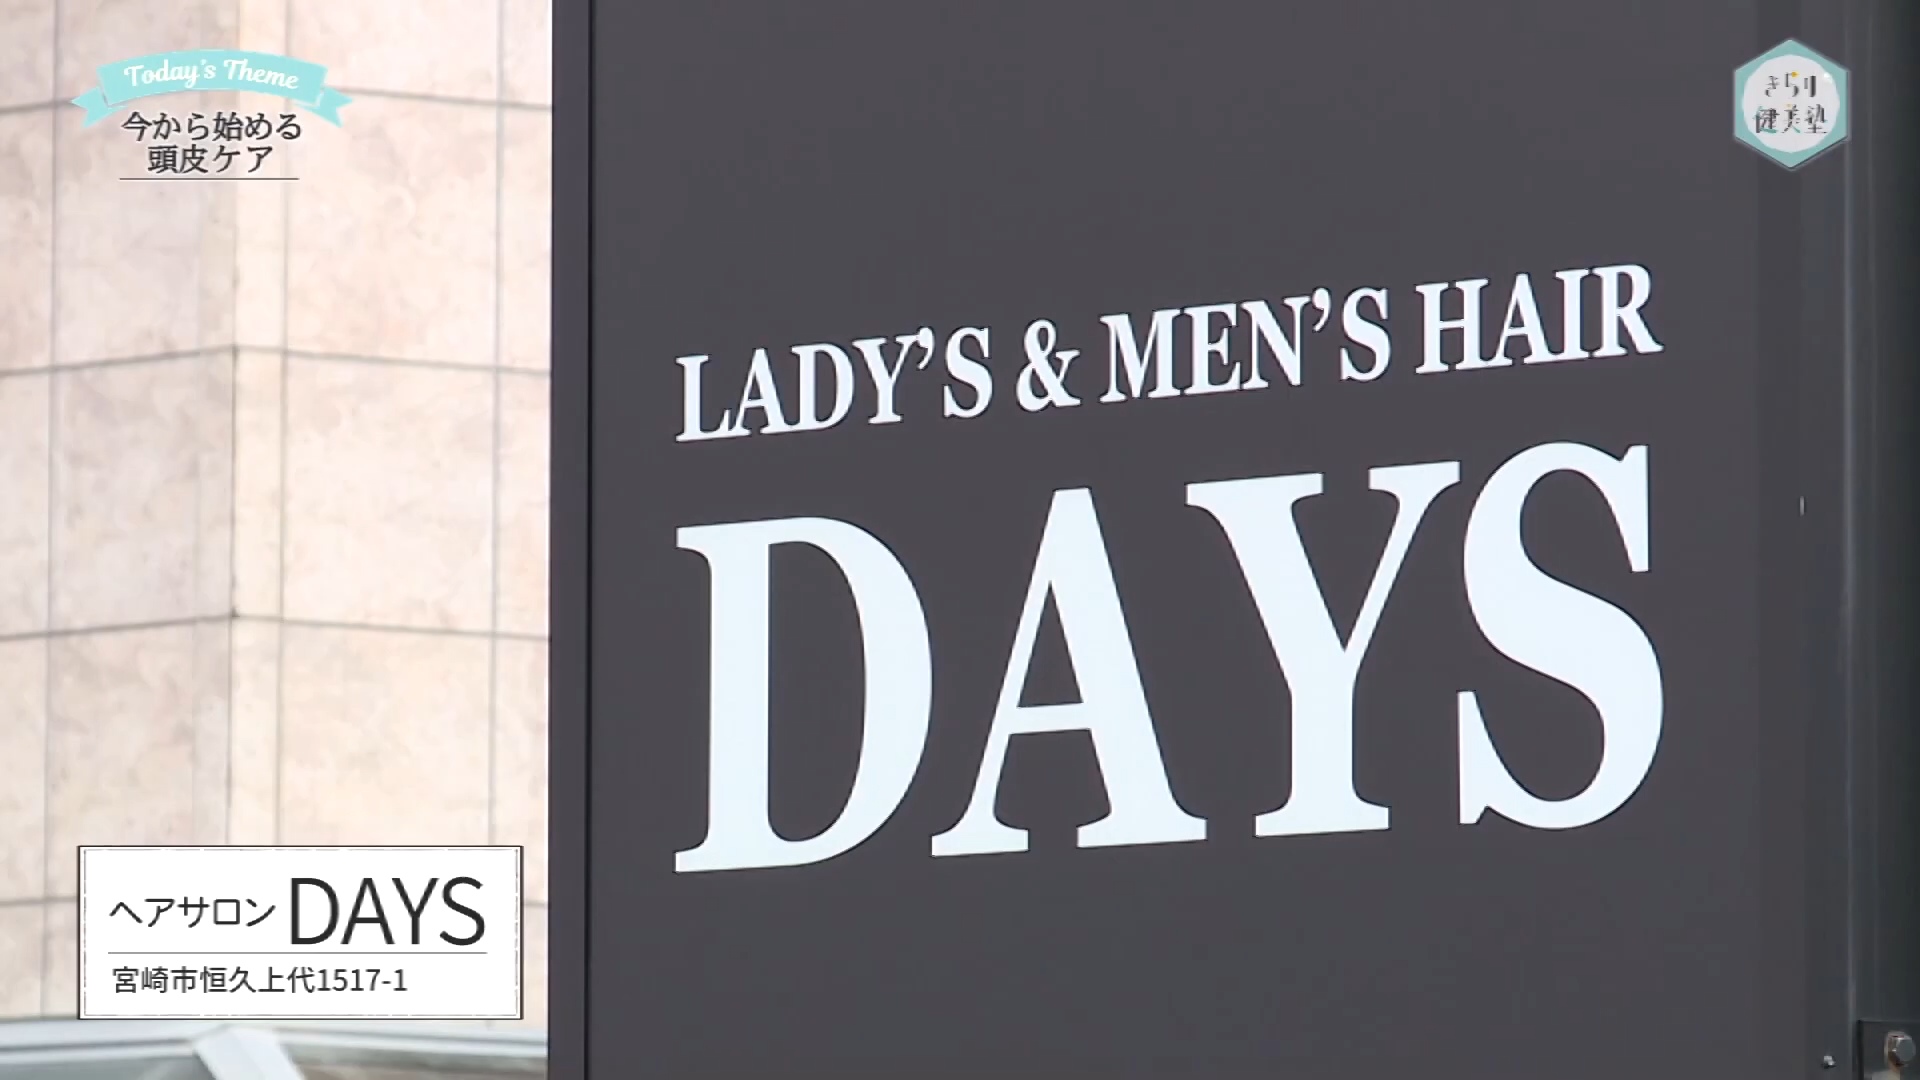 Today's Theme
今から始める
頭皮ケア
きらり
健美塾
LADY'S & MEN'S HAIR
DAYS
ヘアサロン DAYS
宮崎市恒久上代1517-1